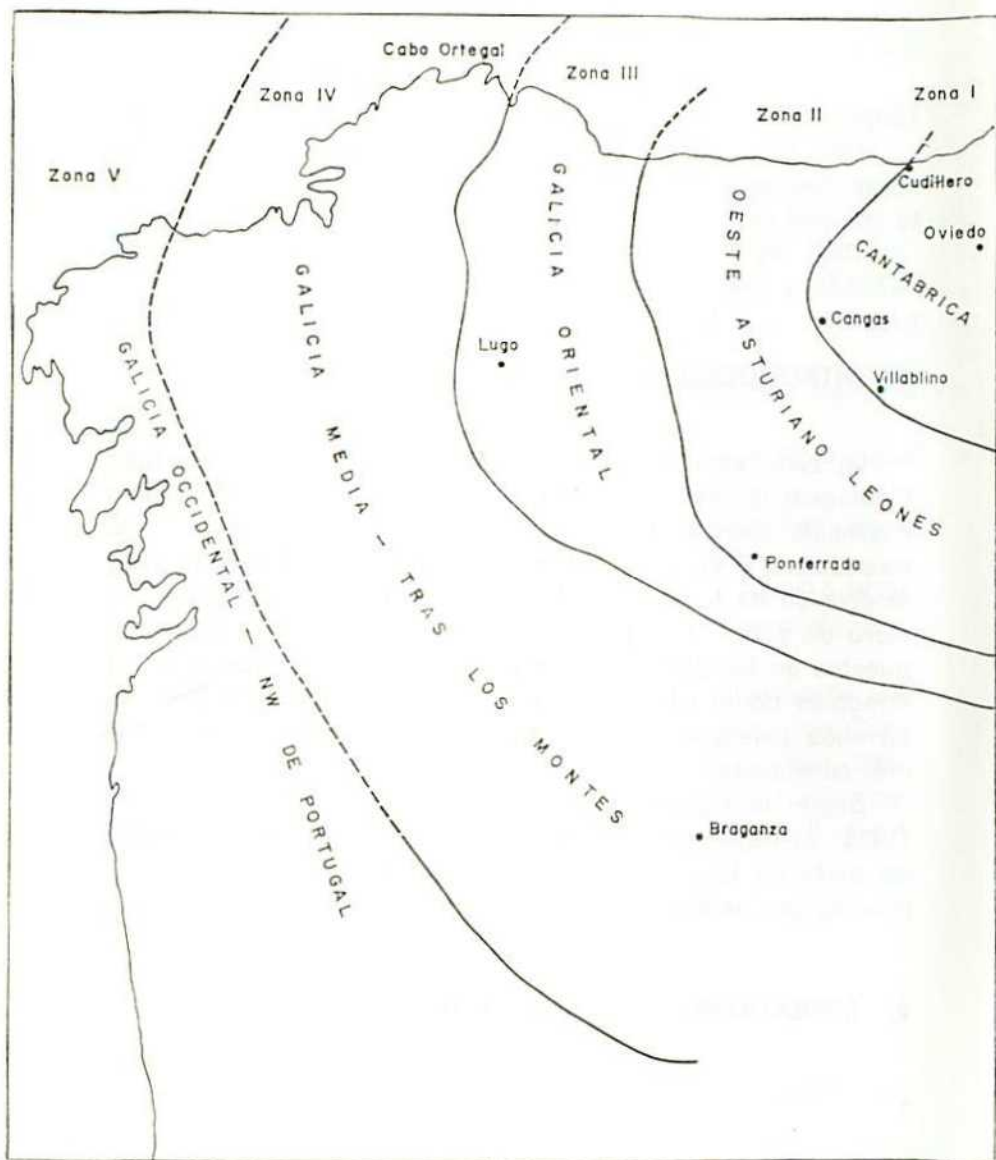 Cabo Ortegal
Zona I
Zona II
Zona III
Zona IV
Zona V
Cudillero
Oviedo
CANTABRICA
Cangas
Villablino
OESTE ASTURIANO LEONES
GALICIA ORIENTAL
Lugo
Ponferrada
GALICIA MEDIA - TRAS LOS MONTES
GALICIA OCCIDENTAL - NW DE PORTUGAL
Braganza